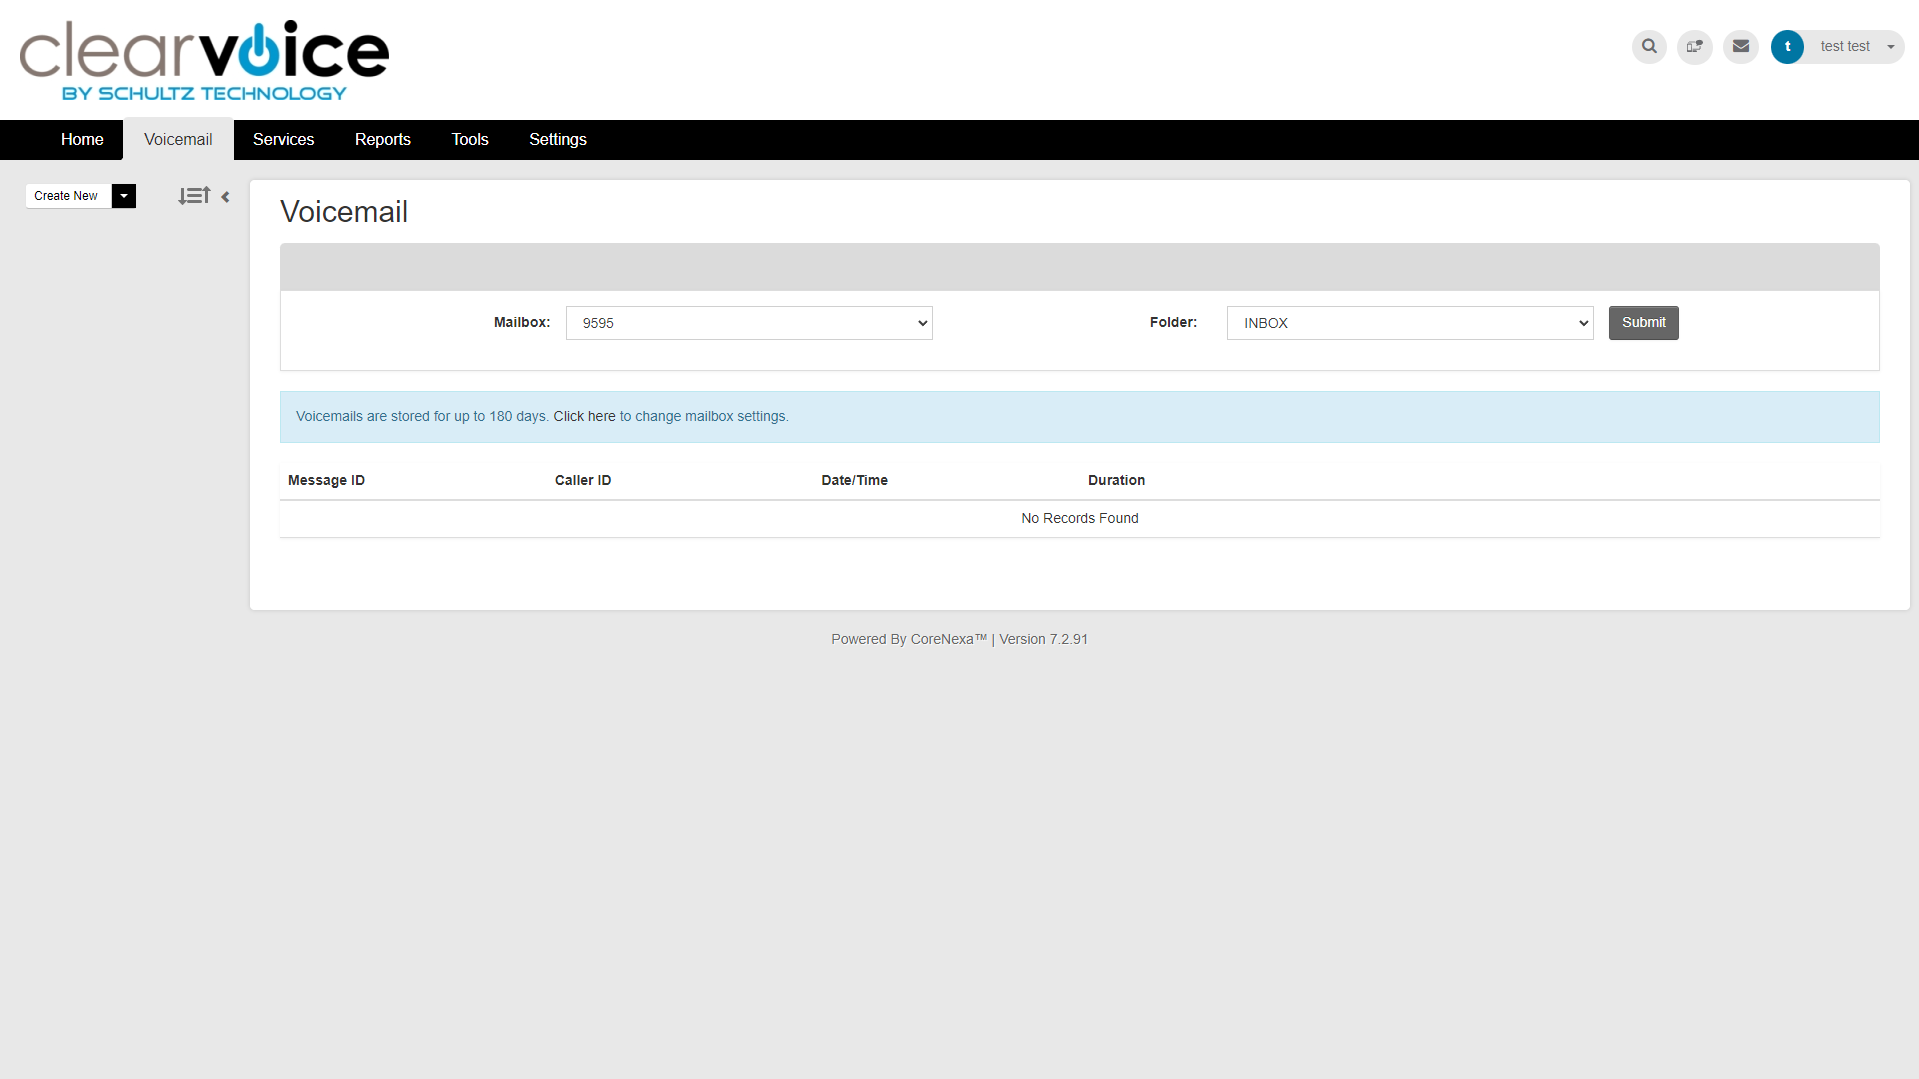 clearvoice
BY SCHULTZ TECHNOLOGY
t
test test
Home
Voicemail
Services
Reports
Tools
Settings
Create New
Voicemail
Mailbox:
9595
Folder:
INBOX
Submit
Voicemails are stored for up to 180 days. Click here to change mailbox settings.
Message ID
Caller ID
Date/Time
Duration
No Records Found
Powered By CoreNexa™ | Version 7.2.91